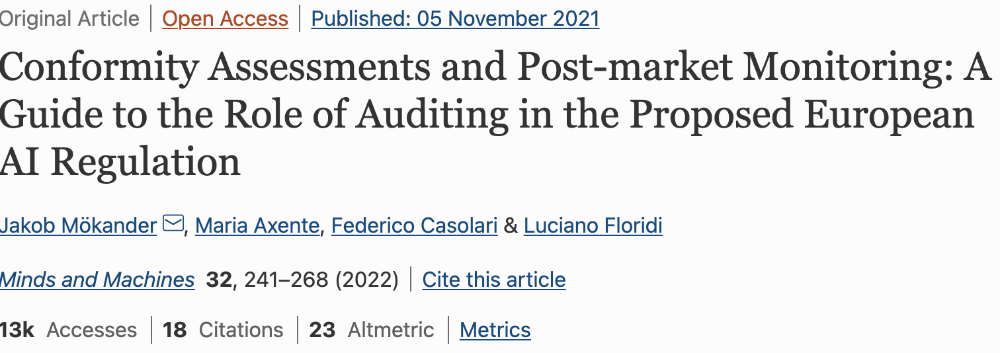 Original Article | Open Access | Published: 05 November 2021
Conformity Assessments and Post-market Monitoring: A
Guide to the Role of Auditing in the Proposed European
AI Regulation
Jakob Mökander, Maria Axente, Federico Casolari & Luciano Floridi
Minds and Machines 32, 241–268 (2022) | Cite this article
13k Accesses | 18 Citations | 23 Altmetric | Metrics